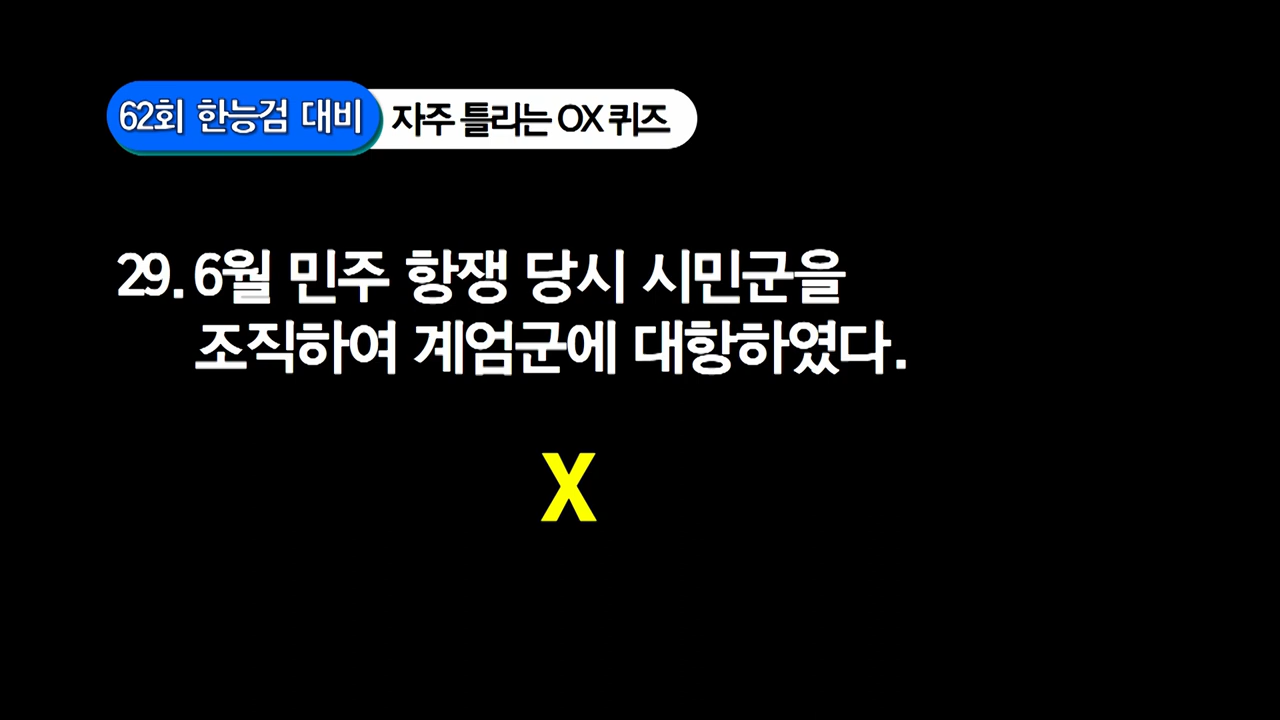 62회 한능검 대비 자주 틀리는 OX 퀴즈
29. 6월 민주 항쟁 당시 시민군을
조직하여 계엄군에 대항하였다.
X